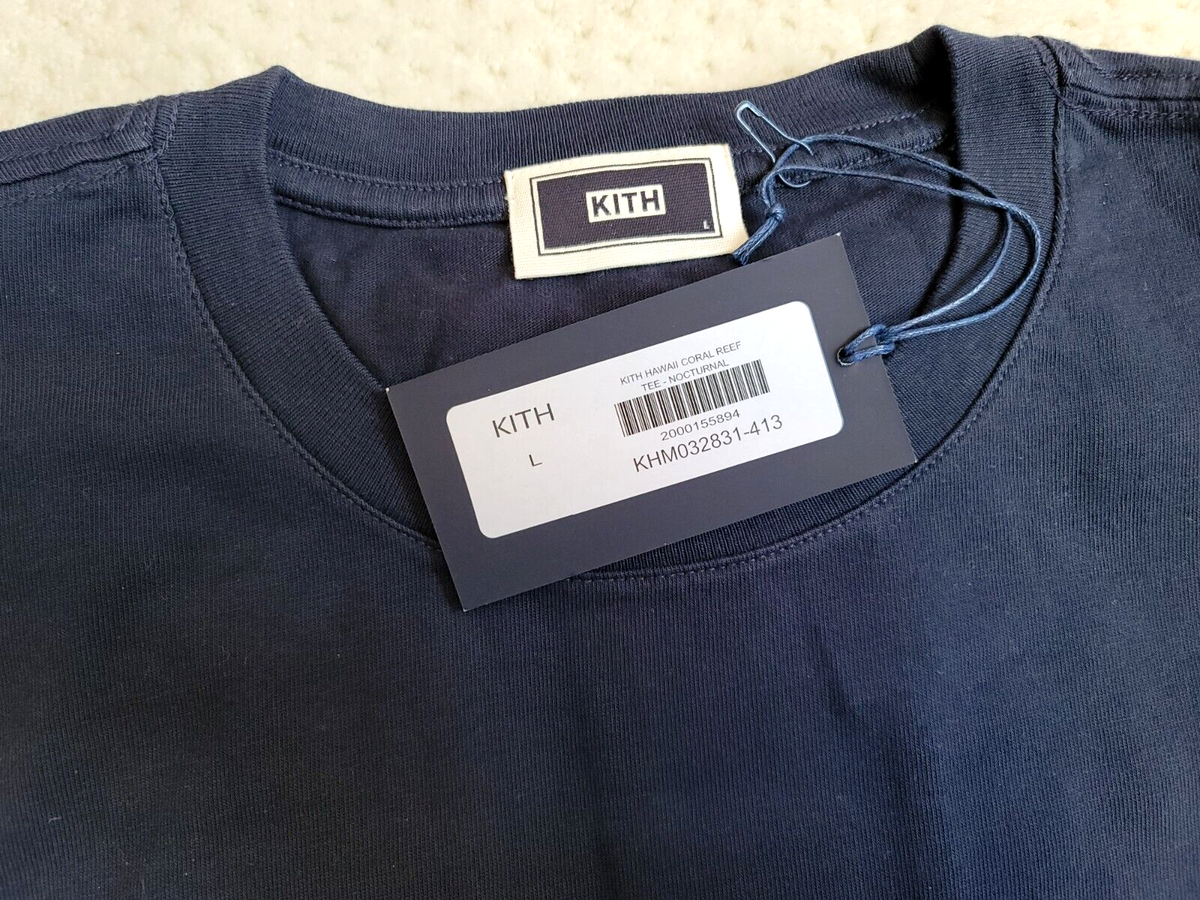 KITH
L
KITH
L
KITH HAWAII CORAL REEF
TEE - NOCTURNAL
2000155894
KHM032831-413